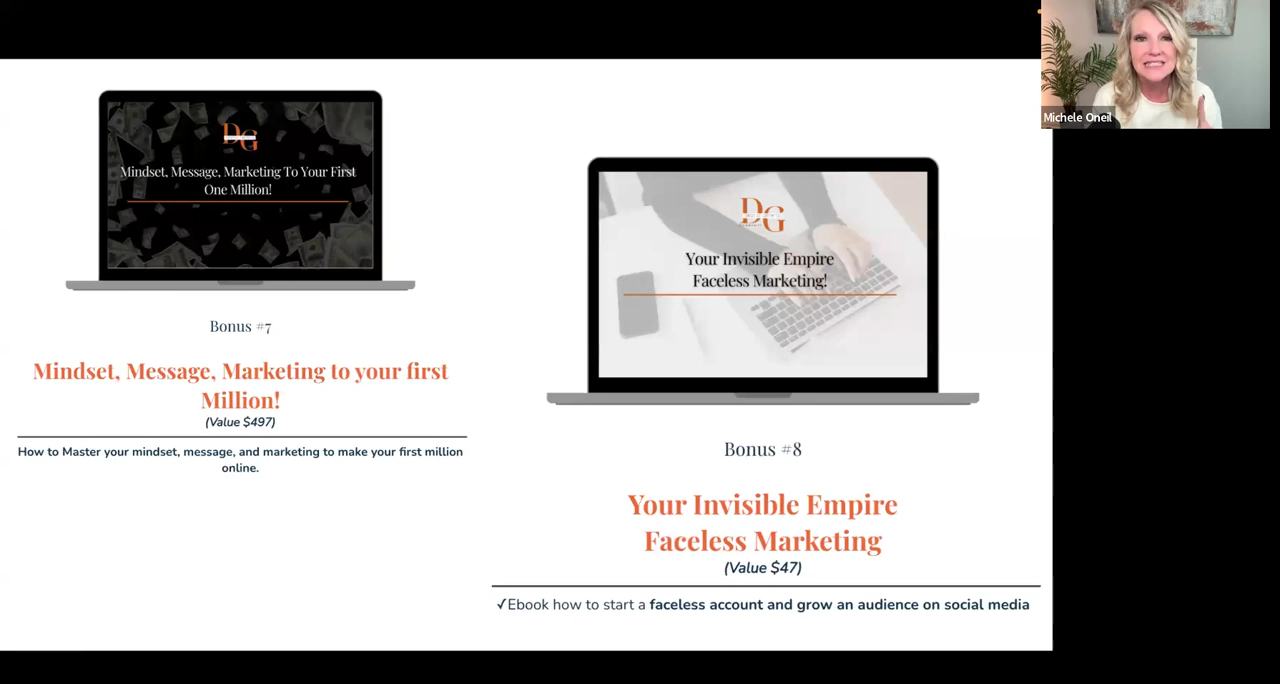 Michele Oneil
DG
Mindset, Message, Marketing To Your First
One Million!
Bonus #7
Mindset, Message, Marketing to your first
Million!
(Value $497)
How to Master your mindset, message, and marketing to make your first million
online.
DG
Your Invisible Empire
Faceless Marketing!
Bonus #8
Your Invisible Empire
Faceless Marketing
(Value $47)
✓Ebook how to start a faceless account and grow an audience on social media